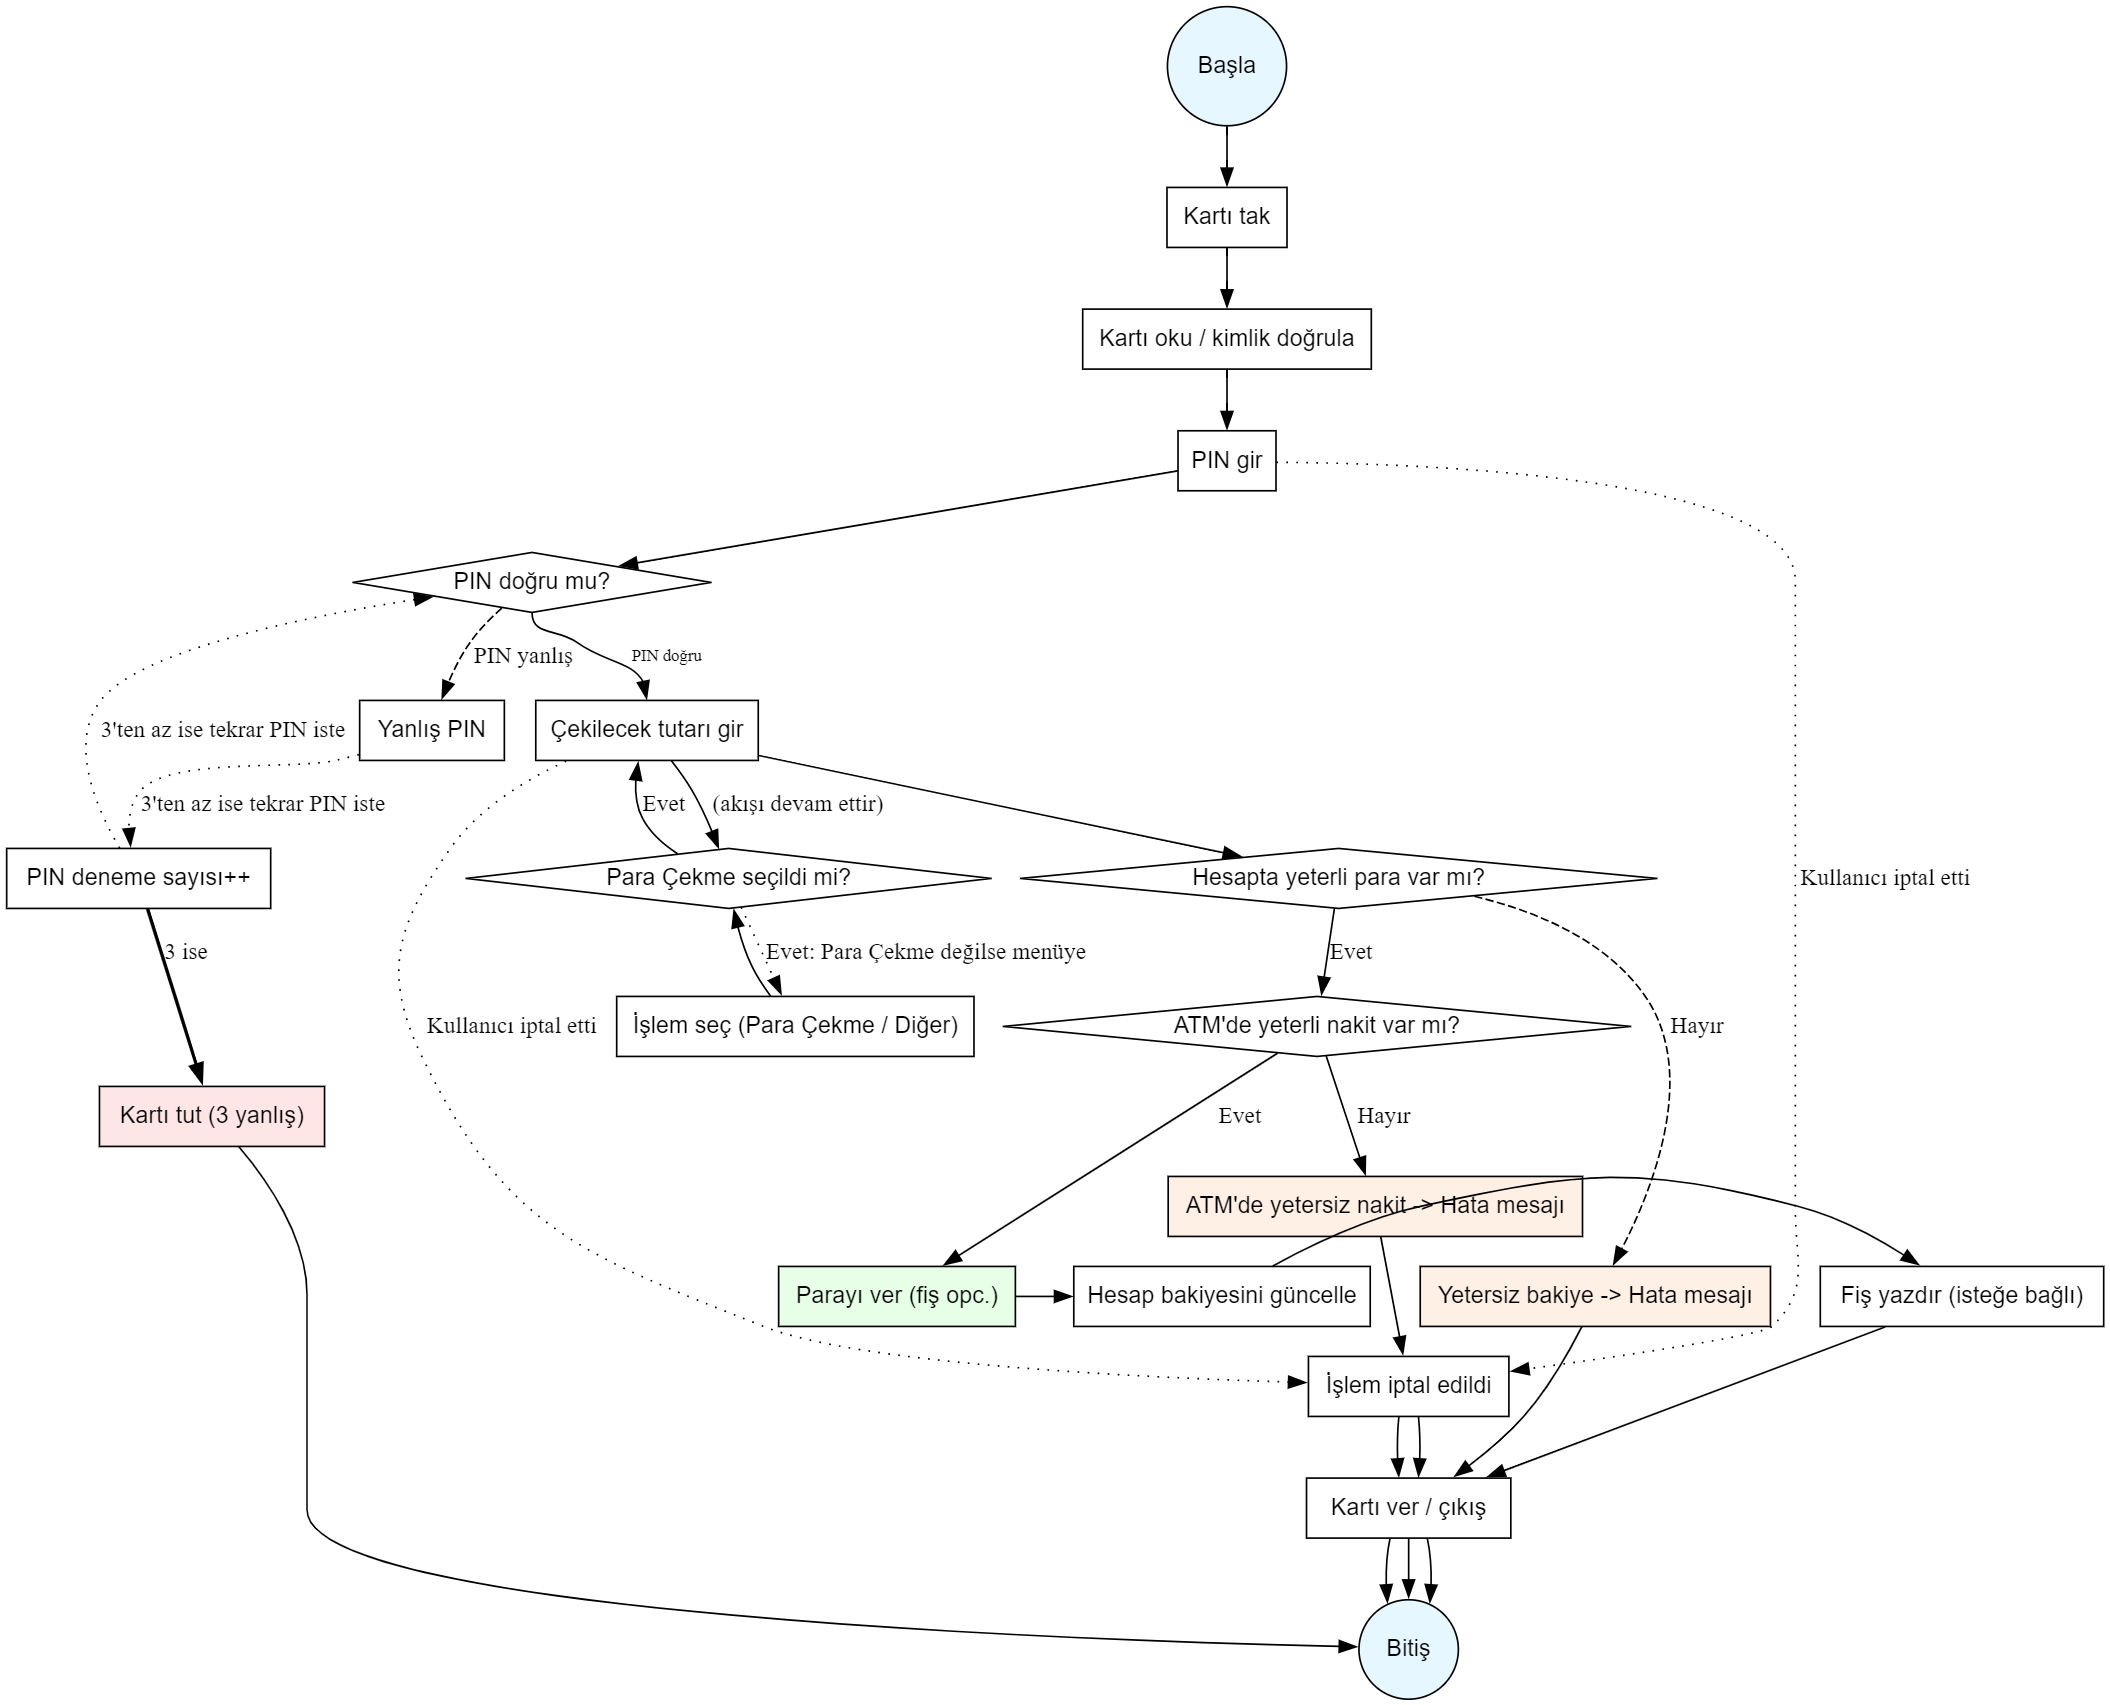 Başla
Kartı tak
Kartı oku / kimlik doğrula
PIN gir
PIN doğru mu?
PIN yanlış
PIN doğru
3'ten az ise tekrar PIN iste
Yanlış PIN
Çekilecek tutarı gir
3'ten az ise tekrar PIN iste
Evet
(akışı devam ettir)
PIN deneme sayısı++
Para Çekme seçildi mi?
Hesapta yeterli para var mı?
Kullanıcı iptal etti
3 ise
Evet: Para Çekme değilse menüye
Evet
Kullanıcı iptal etti
İşlem seç (Para Çekme / Diğer)
ATM'de yeterli nakit var mı?
Hayır
Kartı tut (3 yanlış)
Evet
Hayır
ATM'de yetersiz nakit -> Hata mesajı
Parayı ver (fiş opc.)
Hesap bakiyesini güncelle
Yetersiz bakiye -> Hata mesajı
Fiş yazdır (isteğe bağlı)
İşlem iptal edildi
Kartı ver / çıkış
Bitiş